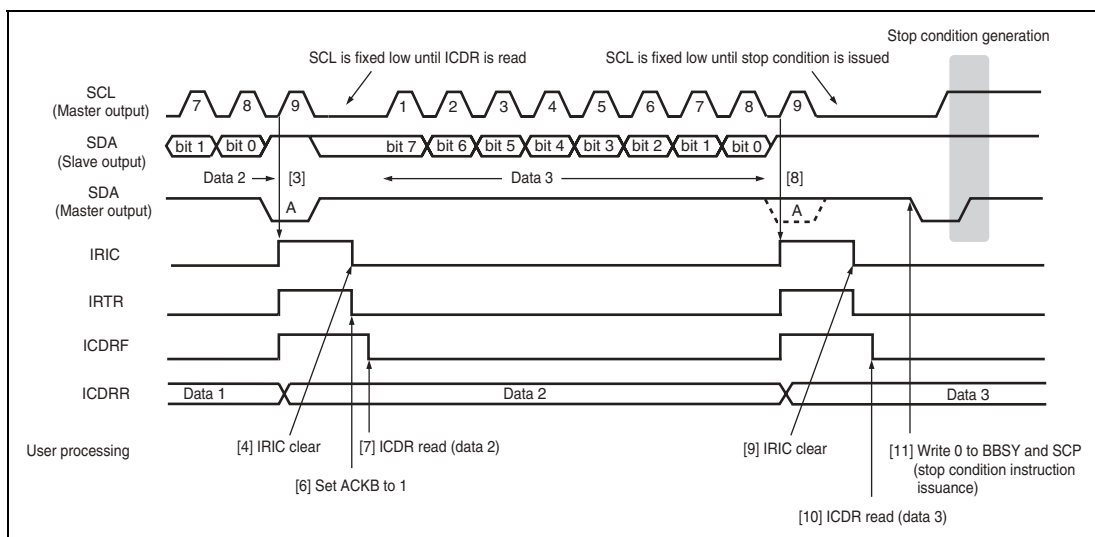 Stop condition generation
SCL is fixed low until ICDR is read
SCL is fixed low until stop condition is issued
SCL
(Master output)
7 8 9 1 2 3 4 5 6 7 8 9
SDA
(Slave output)
bit 1 bit 0 bit 7 bit 6 bit 5 bit 4 bit 3 bit 2 bit 1 bit 0
Data 2 [3] Data 3 [8]
SDA
(Master output)
A A
IRIC
IRTR
ICDRF
ICDRR
Data 1 Data 2 Data 3
User processing
[4] IRIC clear
[7] ICDR read (data 2)
[9] IRIC clear
[11] Write 0 to BBSY and SCP
(stop condition instruction
issuance)
[6] Set ACKB to 1
[10] ICDR read (data 3)